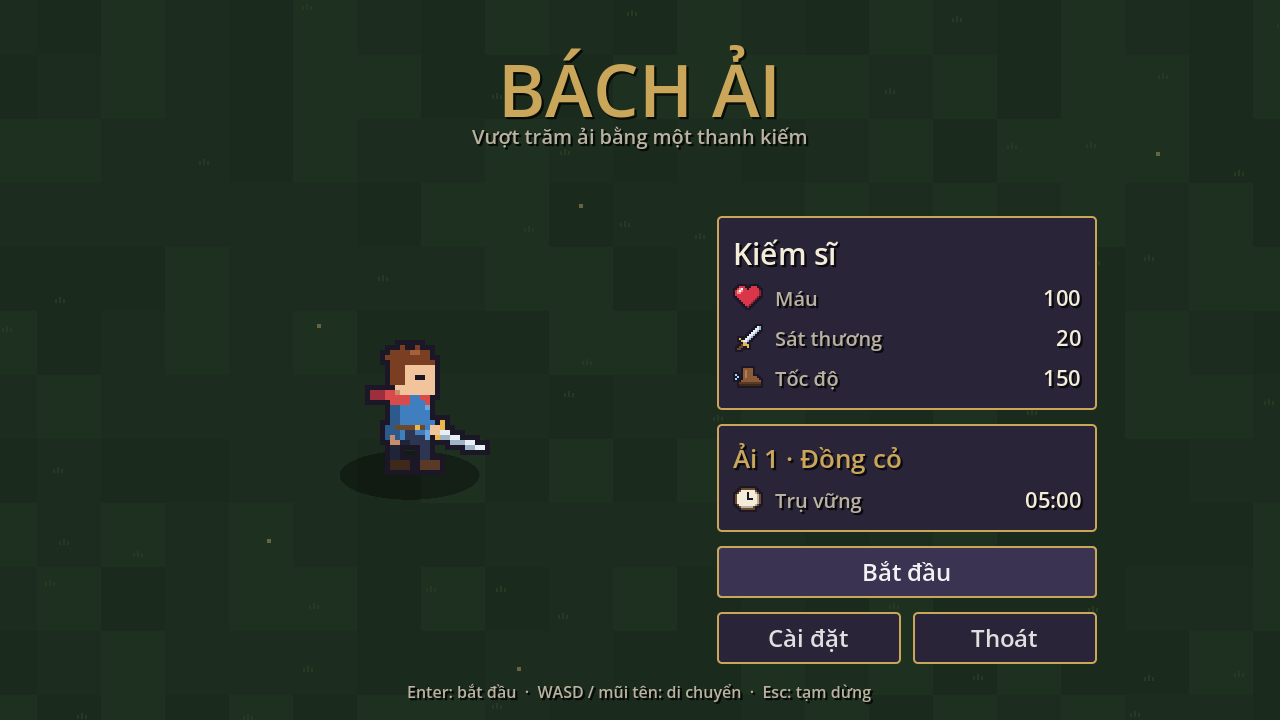 BÁCH ẢI
Vượt trăm ải bằng một thanh kiếm
Kiếm sĩ
Máu 100
Sát thương 20
Tốc độ 150
Ải 1 · Đồng cỏ
Trụ vững 05:00
Bắt đầu
Cài đặt Thoát
Enter: bắt đầu · WASD / mũi tên: di chuyển · Esc: tạm dừng